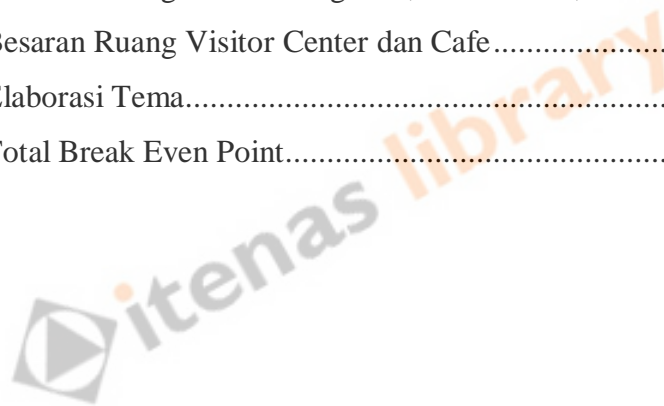 Besaran Ruang Visitor Center dan Cafe.................
Elaborasi Tema.............................................................
Total Break Even Point................................................
itenas library